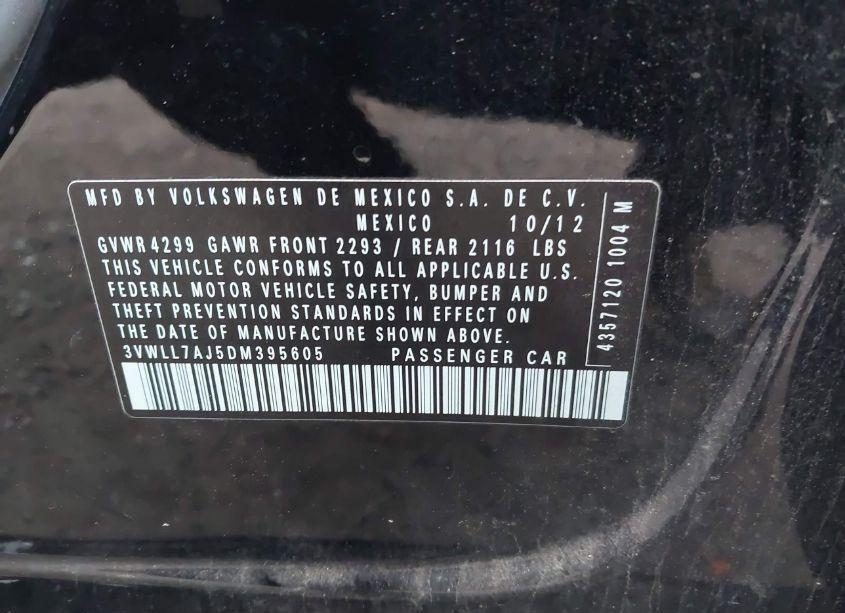 MFD BY VOLKSWAGEN DE MEXICO S.A. DE C.V.
MEXICO 10/12
GVWR 4299 GAWR FRONT 2293 / REAR 2116 LBS
THIS VEHICLE CONFORMS TO ALL APPLICABLE U.S.
FEDERAL MOTOR VEHICLE SAFETY, BUMPER AND
THEFT PREVENTION STANDARDS IN EFFECT ON
THE DATE OF MANUFACTURE SHOWN ABOVE.
3VWLL7AJ5DM395605 PASSENGER CAR
4357120 1004 M